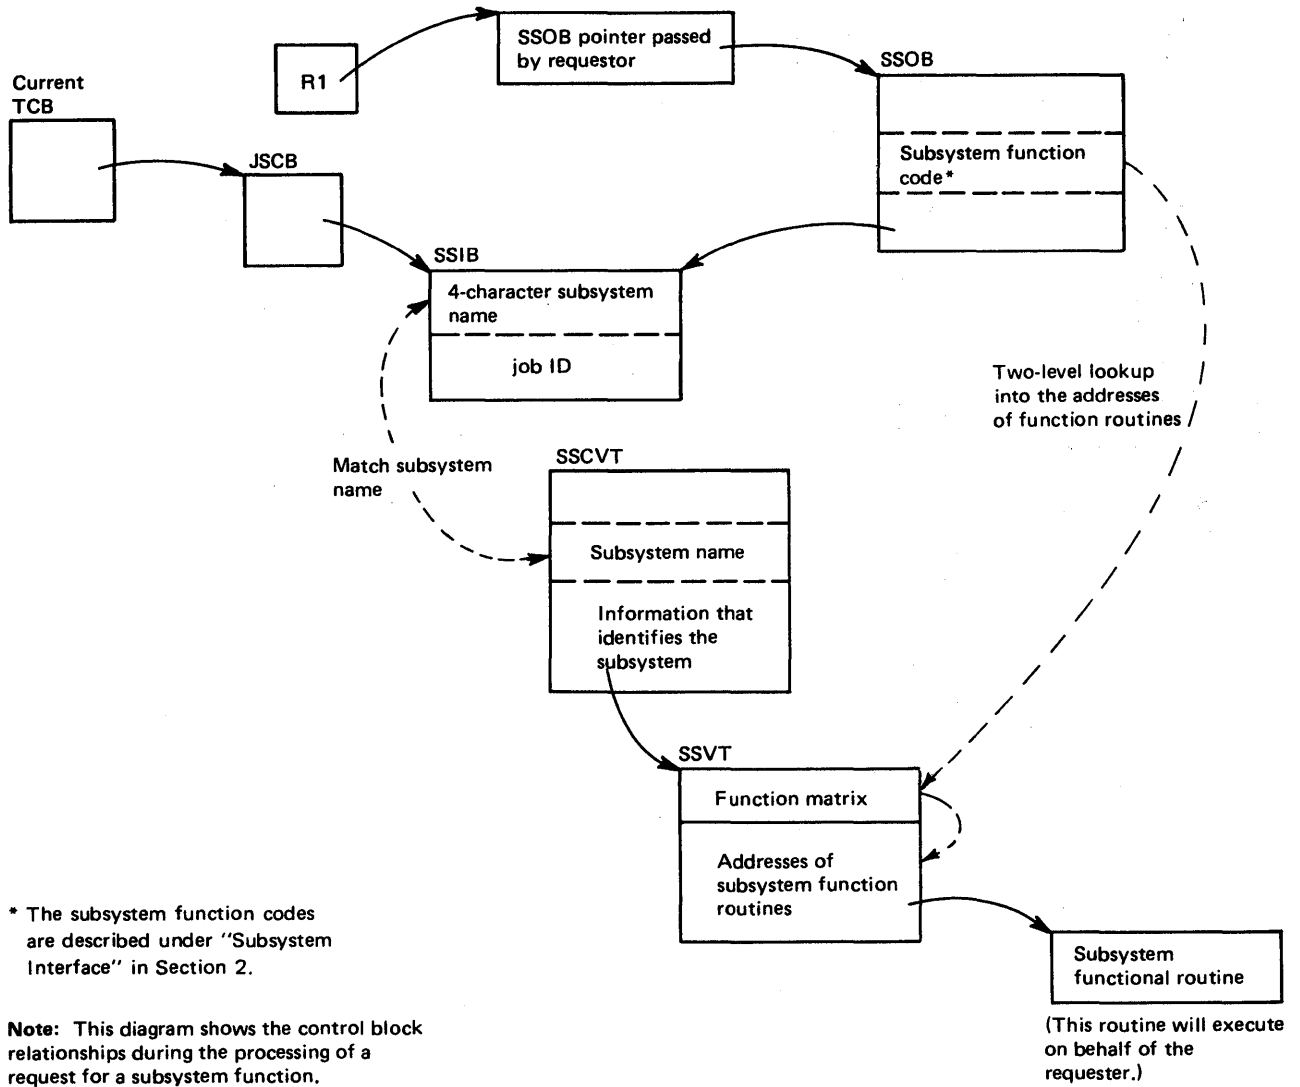 SSOB pointer passed
by requestor
R1
SSOB
Current
TCB
Subsystem function
code*
JSCB
SSIB
4-character subsystem
name
job ID
Two-level lookup
into the addresses
of function routines
Match subsystem
name
SSCVT
Subsystem name
Information that
identifies the
subsystem
SSVT
Function matrix
Addresses of
subsystem function
routines
* The subsystem function codes
are described under "Subsystem
Interface" in Section 2.
Subsystem
functional routine
(This routine will execute
on behalf of the
requester.)
Note: This diagram shows the control block
relationships during the processing of a
request for a subsystem function.